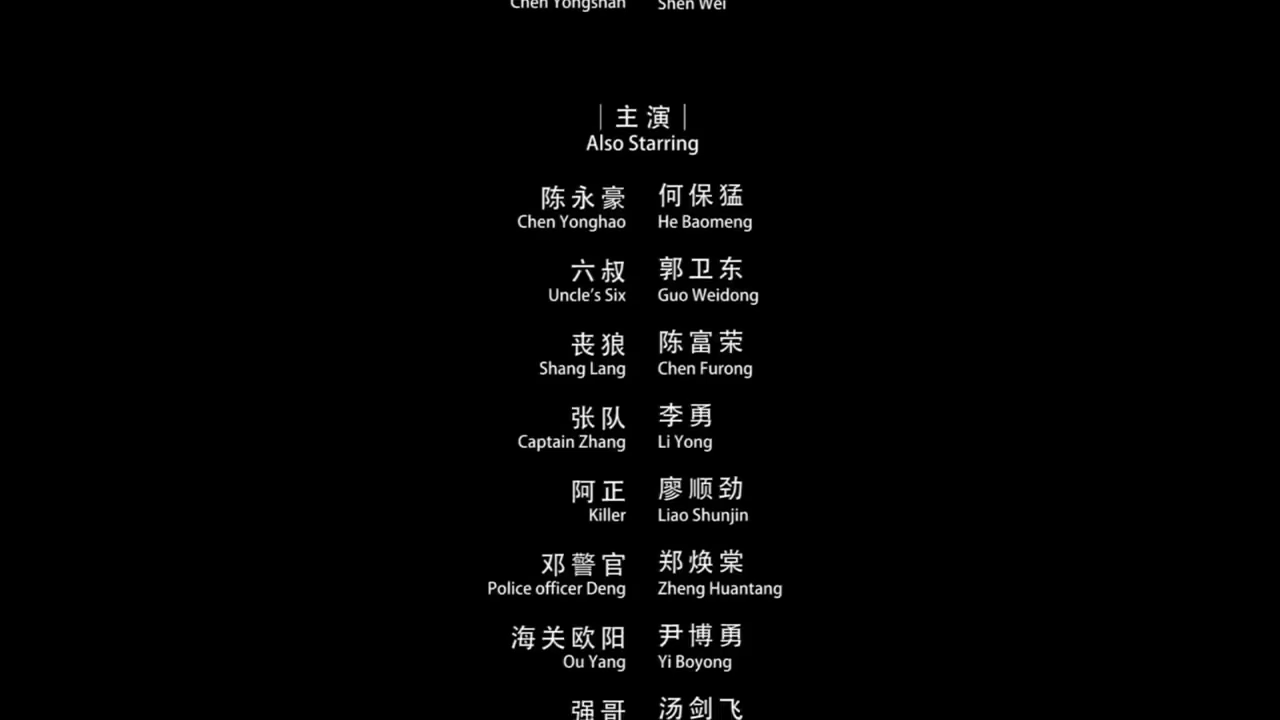 Chen Yongshan Shen Wei
主演
Also Starring
陈永豪 何保猛
Chen Yonghao He Baomeng
六叔 郭卫东
Uncle's Six Guo Weidong
丧狼 陈富荣
Shang Lang Chen Furong
张队 李勇
Captain Zhang Li Yong
阿正 廖顺劲
Killer Liao Shunjin
邓警官 郑焕棠
Police officer Deng Zheng Huantang
海关欧阳 尹博勇
Ou Yang Yi Boyong
强哥 汤剑飞